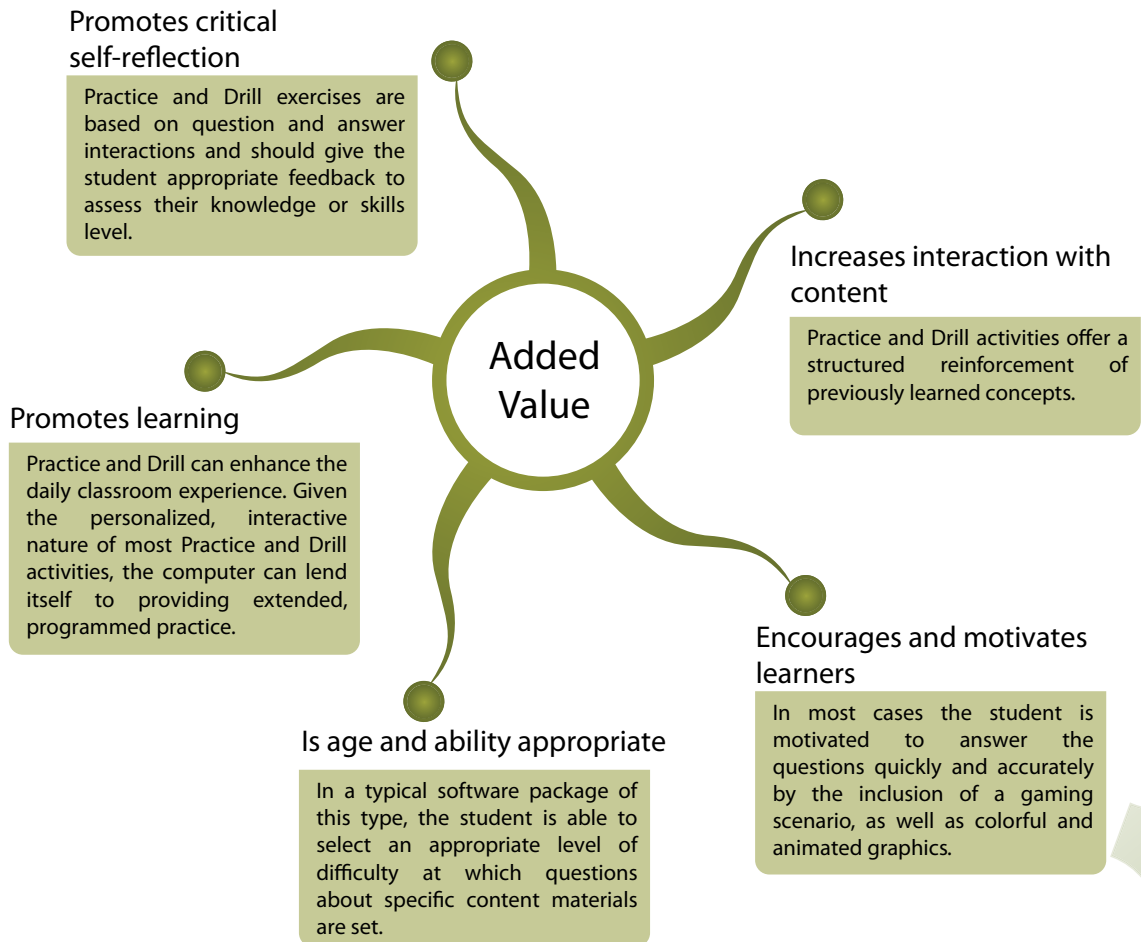 Promotes critical
self-reflection
Practice and Drill exercises are
based on question and answer
interactions and should give the
student appropriate feedback to
assess their knowledge or skills
level.
Increases interaction with
content
Practice and Drill activities offer a
structured reinforcement of
previously learned concepts.
Added
Value
Promotes learning
Practice and Drill can enhance the
daily classroom experience. Given
the personalized, interactive
nature of most Practice and Drill
activities, the computer can lend
itself to providing extended,
programmed practice.
Encourages and motivates
learners
In most cases the student is
motivated to answer the
questions quickly and accurately
by the inclusion of a gaming
scenario, as well as colorful and
animated graphics.
Is age and ability appropriate
In a typical software package of
this type, the student is able to
select an appropriate level of
difficulty at which questions
about specific content materials
are set.